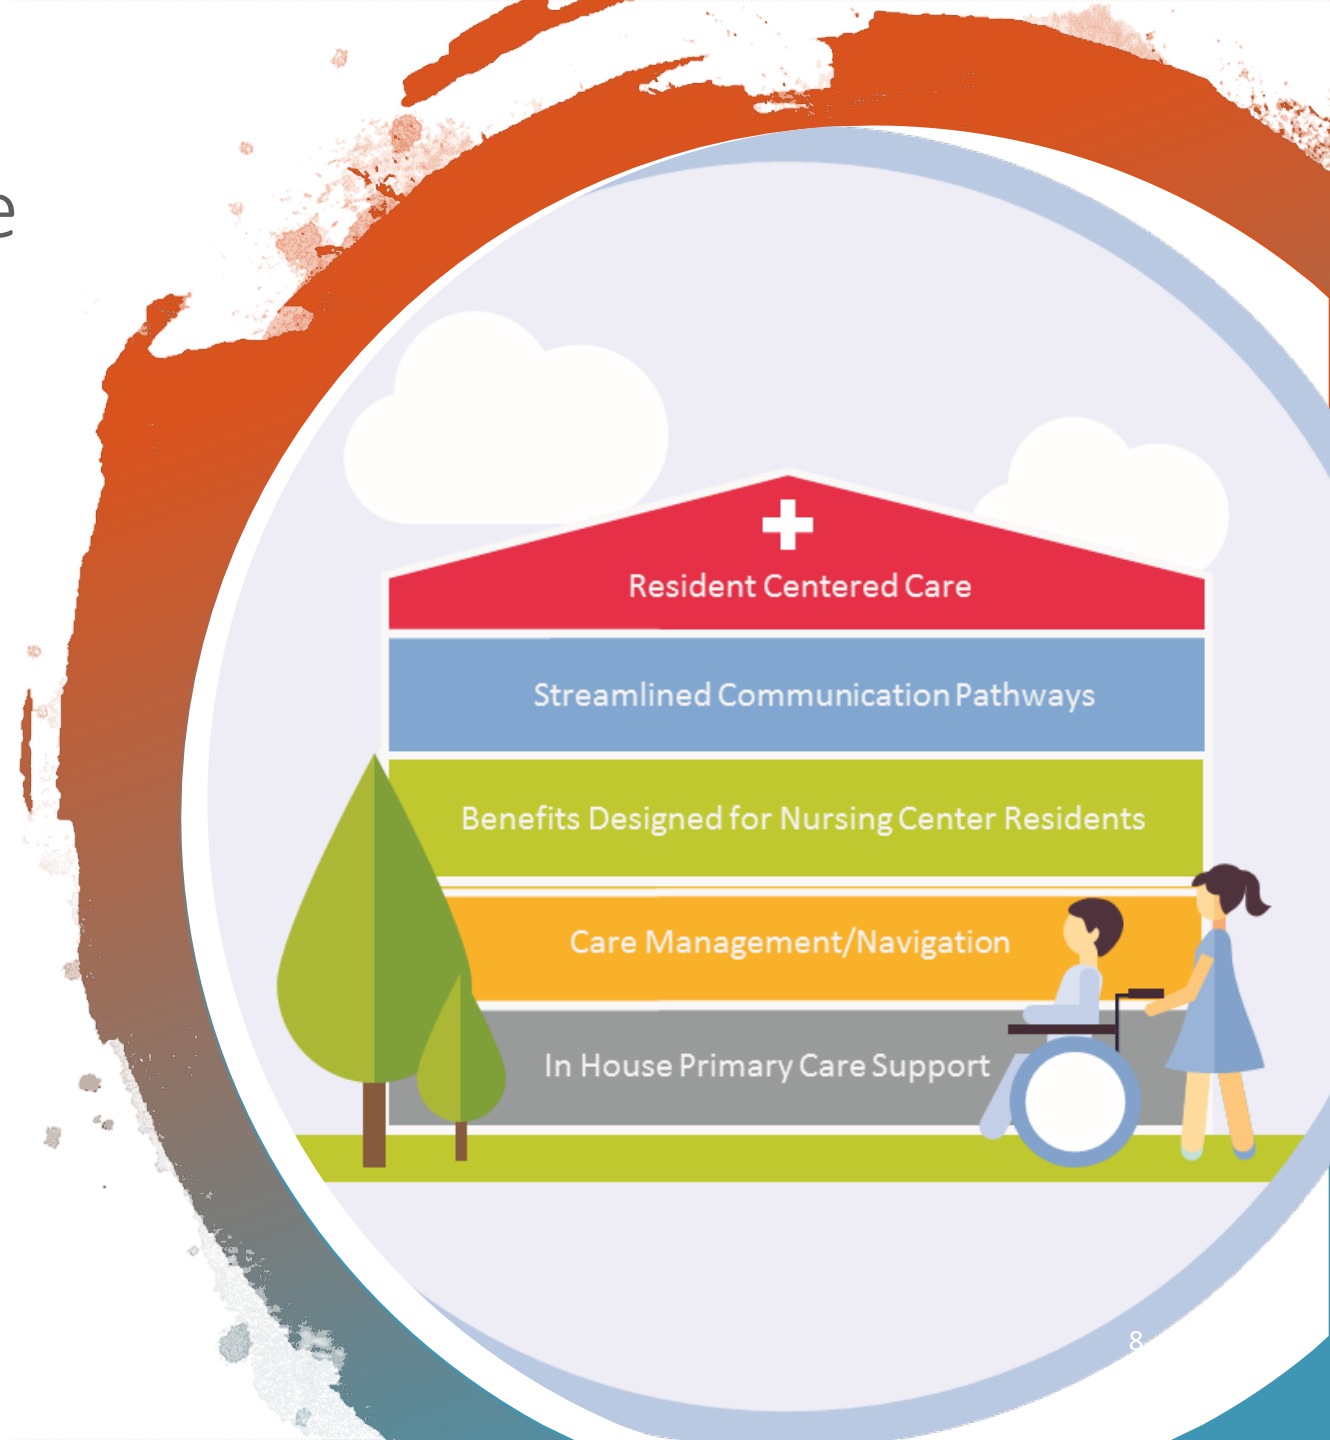 e
Resident Centered Care
Streamlined Communication Pathways
Benefits Designed for Nursing Center Residents
Care Management/Navigation
In House Primary Care Support
8